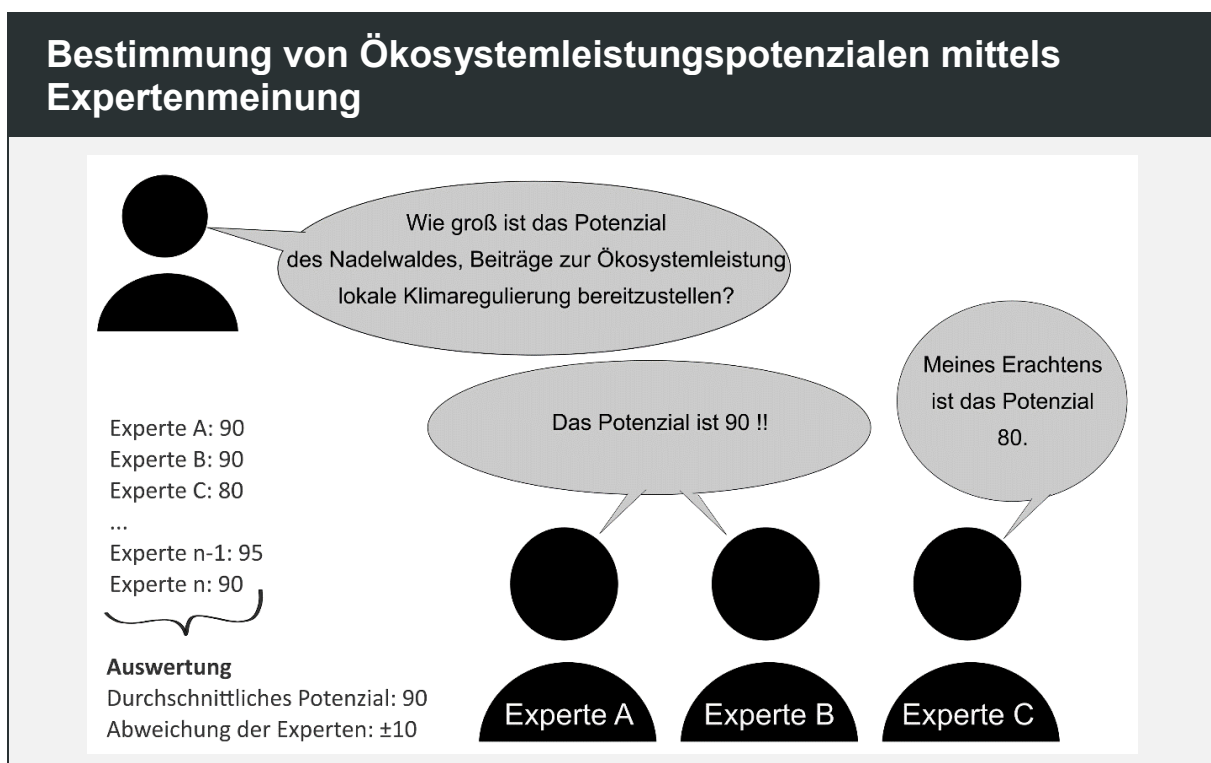 Bestimmung von Ökosystemleistungspotenzialen mittels
Expertenmeinung
Wie groß ist das Potenzial
des Nadelwaldes, Beiträge zur Ökosystemleistung
lokale Klimaregulierung bereitzustellen?
Das Potenzial ist 90 !!
Meines Erachtens
ist das Potenzial
80.
Experte A: 90
Experte B: 90
Experte C: 80
...
Experte n-1: 95
Experte n: 90
Auswertung
Durchschnittliches Potenzial: 90
Abweichung der Experten: ±10
Experte A
Experte B
Experte C